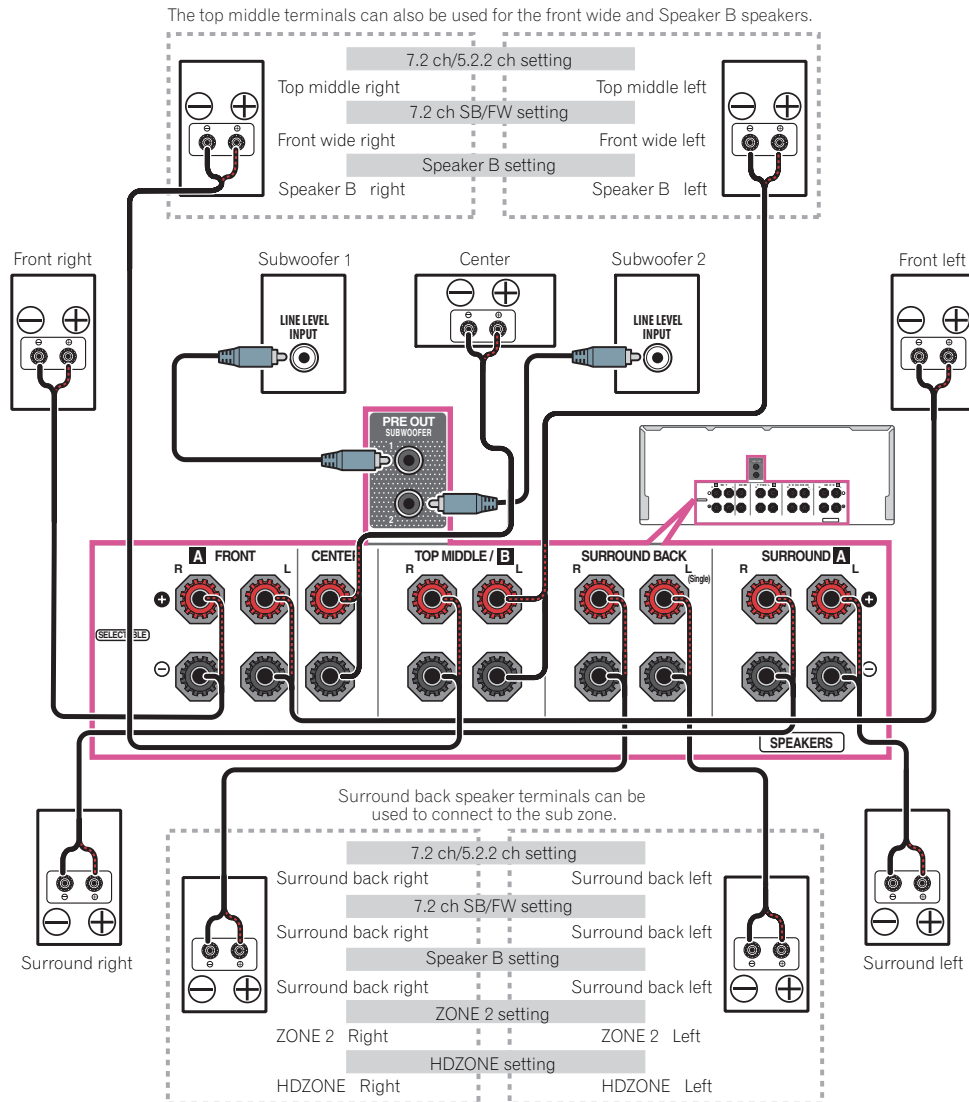 The top middle terminals can also be used for the front wide and Speaker B speakers.
7.2 ch/5.2.2 ch setting
Top middle right
Top middle left
7.2 ch SB/FW setting
Front wide right
Front wide left
Speaker B setting
Speaker B right
Speaker B left
Front right
Subwoofer 1
Center
Subwoofer 2
Front left
LINE LEVEL
INPUT
LINE LEVEL
INPUT
PRE OUT
SUBWOOFER
1
2
A FRONT
CENTER
TOP MIDDLE / B
SURROUND BACK
SURROUND A
R
L
R
L
R
L
(Single)
R
L
SELECTABLE
SPEAKERS
Surround back speaker terminals can be
used to connect to the sub zone.
7.2 ch/5.2.2 ch setting
Surround back right
Surround back left
7.2 ch SB/FW setting
Surround back right
Surround back left
Speaker B setting
Surround back right
Surround back left
ZONE 2 setting
ZONE 2 Right
ZONE 2 Left
HDZONE setting
HDZONE Right
HDZONE Left
Surround right
Surround left